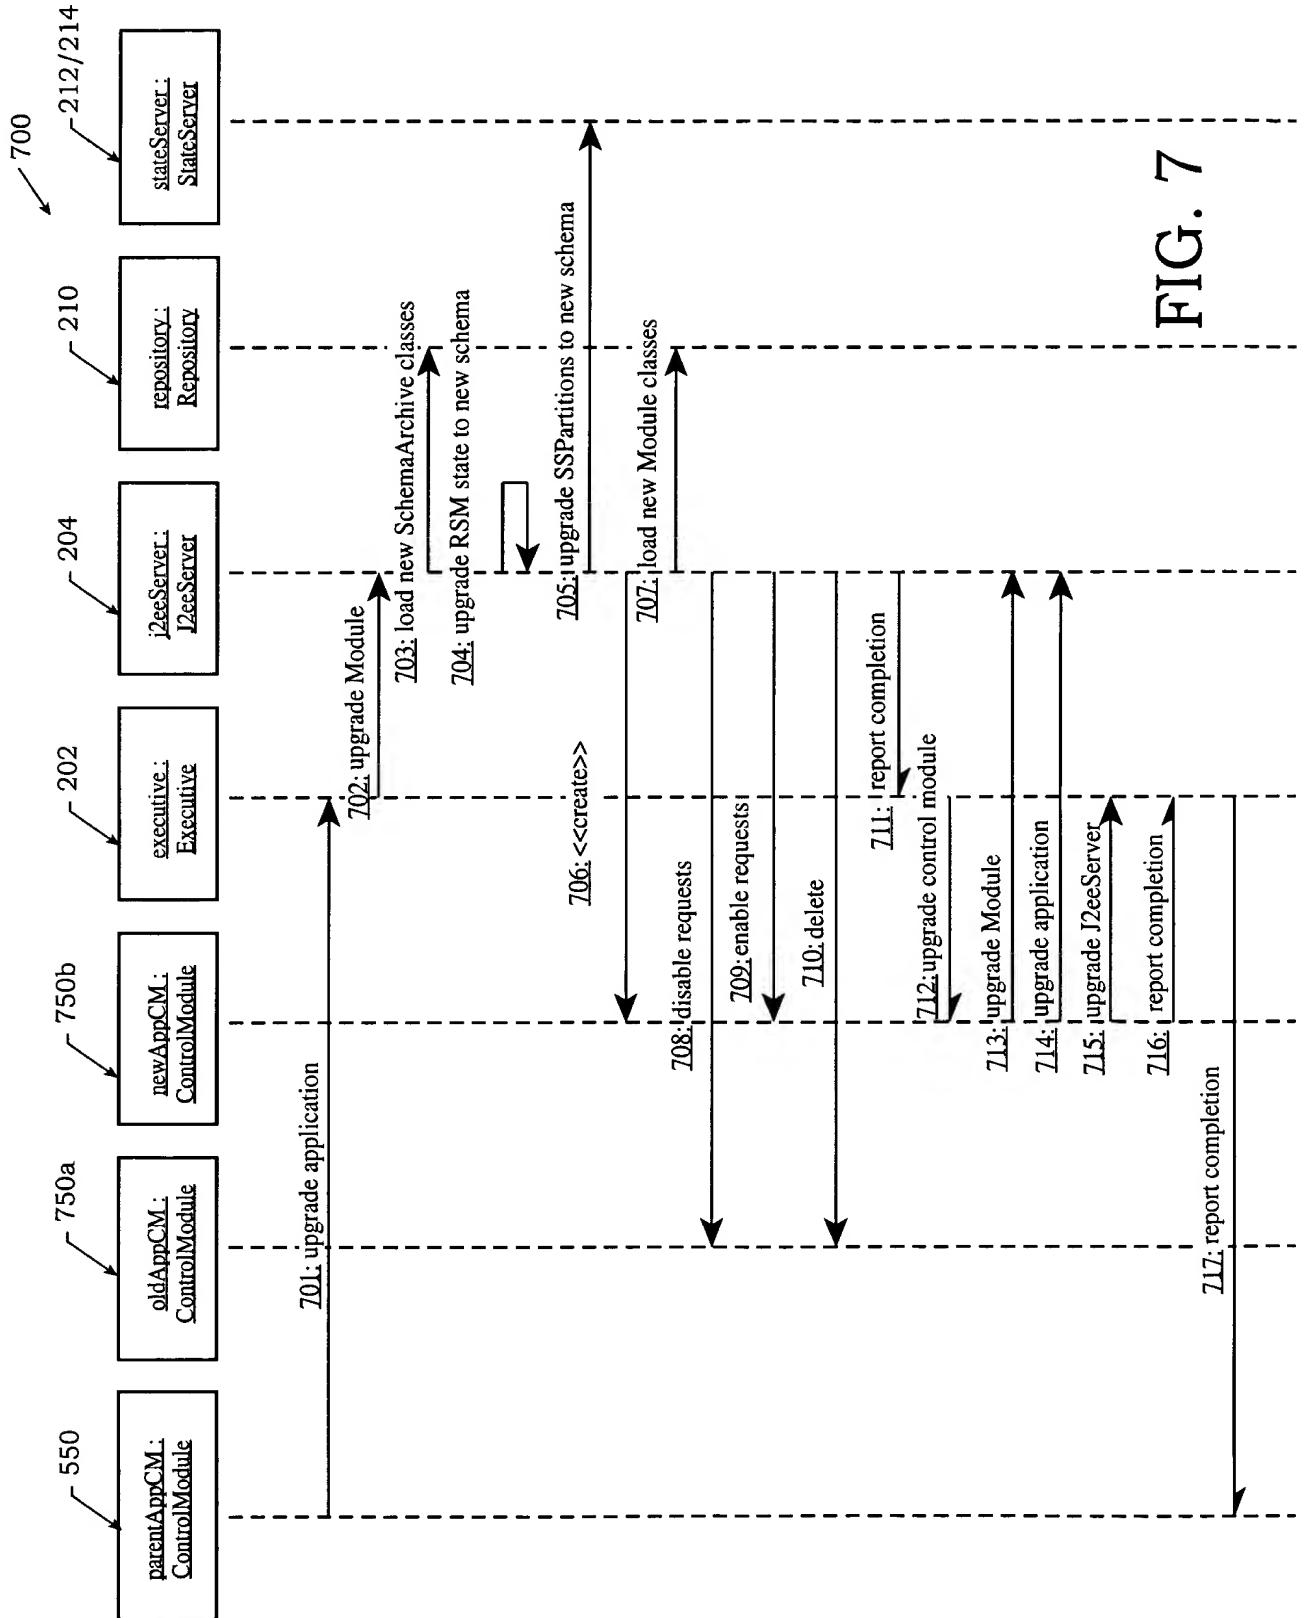 700
550
750a
750b
202
204
210
212/214
parentAppCM :
ControlModule
oldAppCM :
ControlModule
newAppCM :
ControlModule
executive :
Executive
j2eeServer :
J2eeServer
repository :
Repository
stateServer :
StateServer
701: upgrade application
702: upgrade Module
703: load new SchemaArchive classes
704: upgrade RSM state to new schema
705: upgrade SSPartitions to new schema
706: <<create>>
707: load new Module classes
708: disable requests
709: enable requests
710: delete
711: report completion
712: upgrade control module
713: upgrade Module
714: upgrade application
715: upgrade J2eeServer
716: report completion
717: report completion
FIG. 7